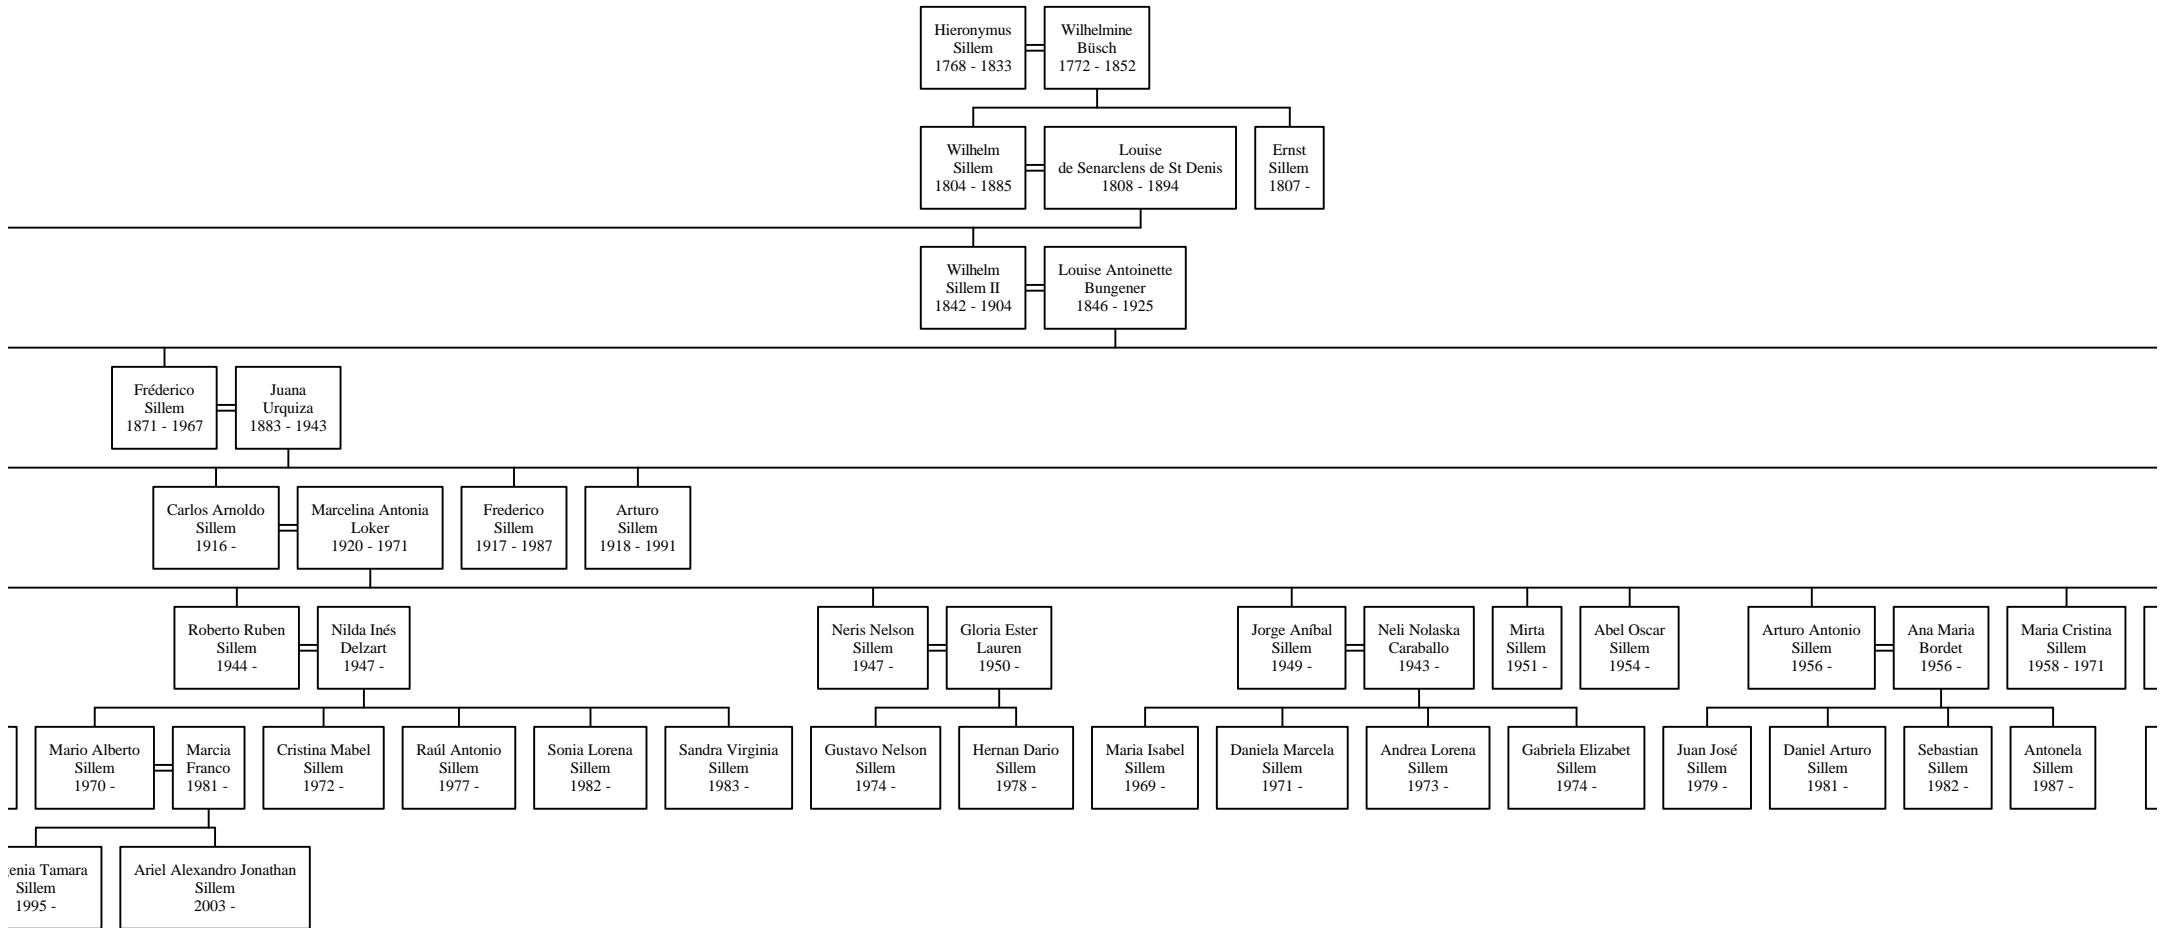 Hieronymus
Sillem
1768 - 1833
Wilhelmine
Büsch
1772 - 1852
Wilhelm
Sillem
1804 - 1885
Louise
de Senarclens de St Denis
1808 - 1894
Ernst
Sillem
1807 -
Wilhelm
Sillem II
1842 - 1904
Louise Antoinette
Bungener
1846 - 1925
Fréderico
Sillem
1871 - 1967
Juana
Urquiza
1883 - 1943
Carlos Arnoldo
Sillem
1916 -
Marcelina Antonia
Loker
1920 - 1971
Frederico
Sillem
1917 - 1987
Arturo
Sillem
1918 - 1991
Roberto Ruben
Sillem
1944 -
Nilda Inés
Delzart
1947 -
Neris Nelson
Sillem
1947 -
Gloria Ester
Lauren
1950 -
Jorge Aníbal
Sillem
1949 -
Neli Nolaska
Caraballo
1943 -
Mirta
Sillem
1951 -
Abel Oscar
Sillem
1954 -
Arturo Antonio
Sillem
1956 -
Ana Maria
Bordet
1956 -
Maria Cristina
Sillem
1958 - 1971
Mario Alberto
Sillem
1970 -
Marcia
Franco
1981 -
Cristina Mabel
Sillem
1972 -
Raúl Antonio
Sillem
1977 -
Sonia Lorena
Sillem
1982 -
Sandra Virginia
Sillem
1983 -
Gustavo Nelson
Sillem
1974 -
Hernan Dario
Sillem
1978 -
Maria Isabel
Sillem
1969 -
Daniela Marcela
Sillem
1971 -
Andrea Lorena
Sillem
1973 -
Gabriela Elizabet
Sillem
1974 -
Juan José
Sillem
1979 -
Daniel Arturo
Sillem
1981 -
Sebastian
Sillem
1982 -
Antonela
Sillem
1987 -
Tamara
Sillem
1995 -
Ariel Alexandro Jonathan
Sillem
2003 -